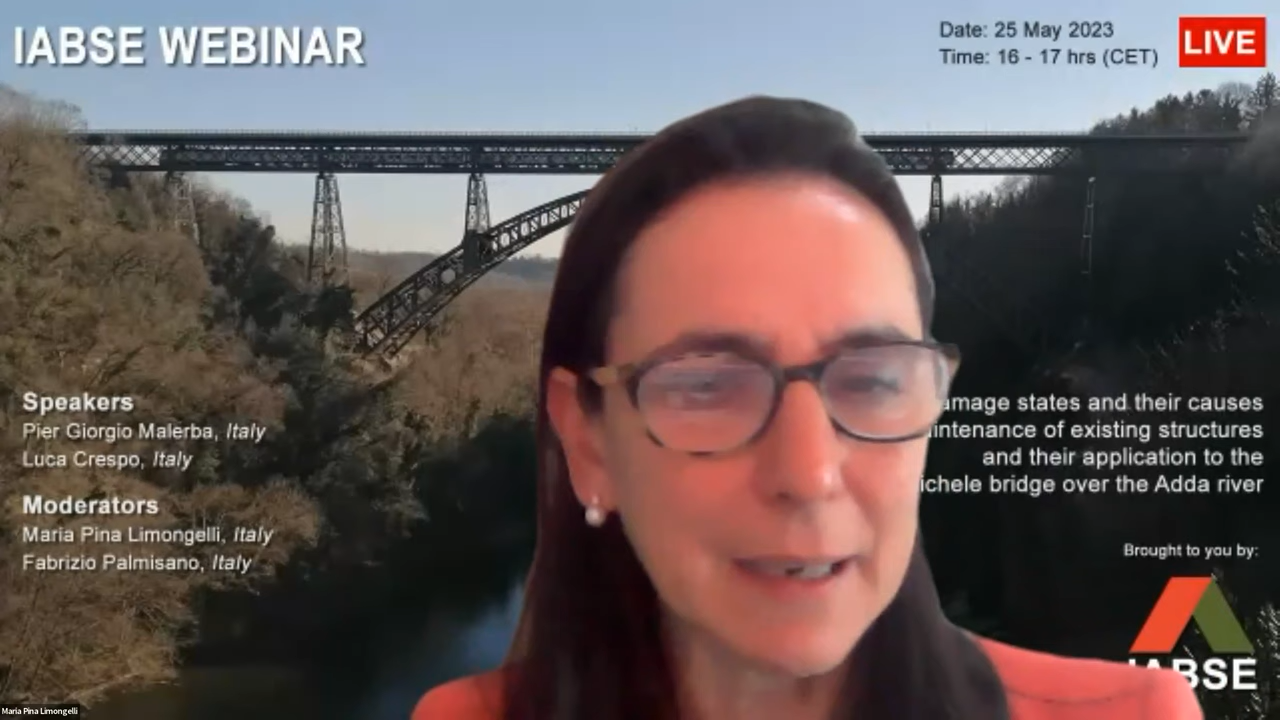 IABSE WEBINAR
Date: 25 May 2023
Time: 16 - 17 hrs (CET)
LIVE
Speakers
Pier Giorgio Malerba, Italy
Luca Crespo, Italy
Moderators
Maria Pina Limongelli, Italy
Fabrizio Palmisano, Italy
amage states and their causes
intenance of existing structures
and their application to the
ichele bridge over the Adda river
Brought to you by:
IABSE
Maria Pina Limongelli